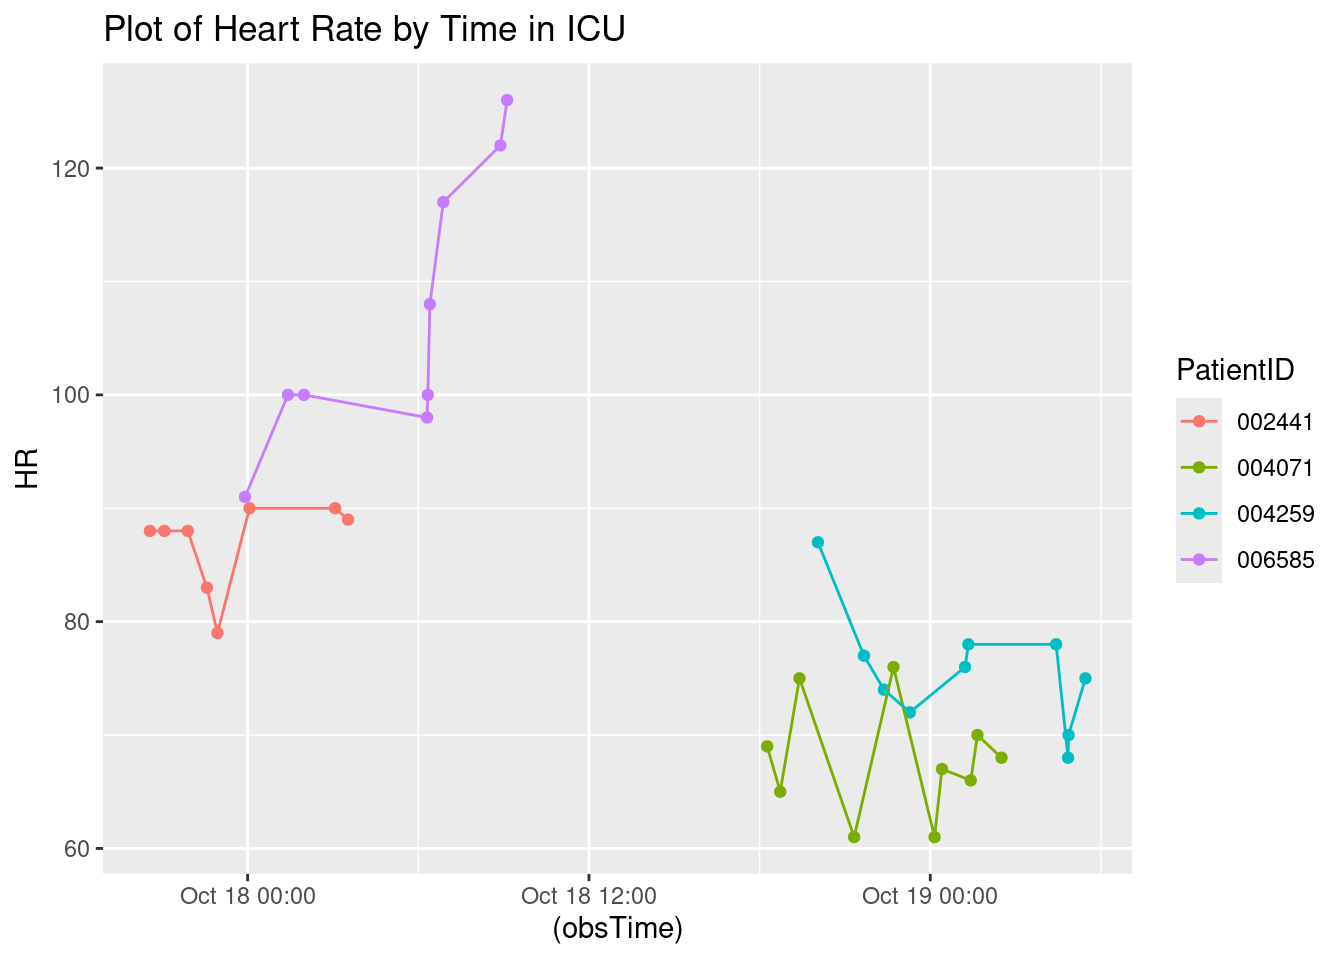 Plot of Heart Rate by Time in ICU
120
100
80
60
HR
Oct 18 00:00
Oct 18 12:00
Oct 19 00:00
(obsTime)
PatientID
002441
004071
004259
006585